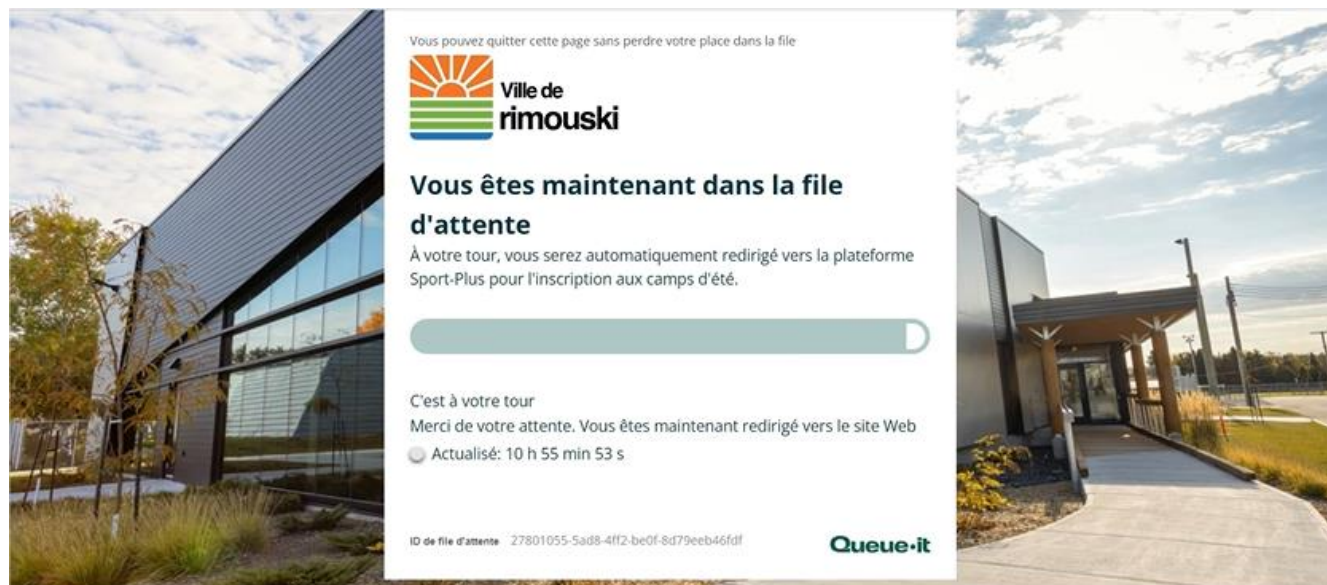 Vous pouvez quitter cette page sans perdre votre place dans la file
Ville de
rimouski
Vous êtes maintenant dans la file
d'attente
À votre tour, vous serez automatiquement redirigé vers la plateforme
Sport-Plus pour l'inscription aux camps d'été.
C'est à votre tour
Merci de votre attente. Vous êtes maintenant redirigé vers le site Web
Actualisé: 10 h 55 min 53 s
ID de file d'attente 27801055-5ad8-4ff2-be0f-8d79eeb46fdf
Queue-it